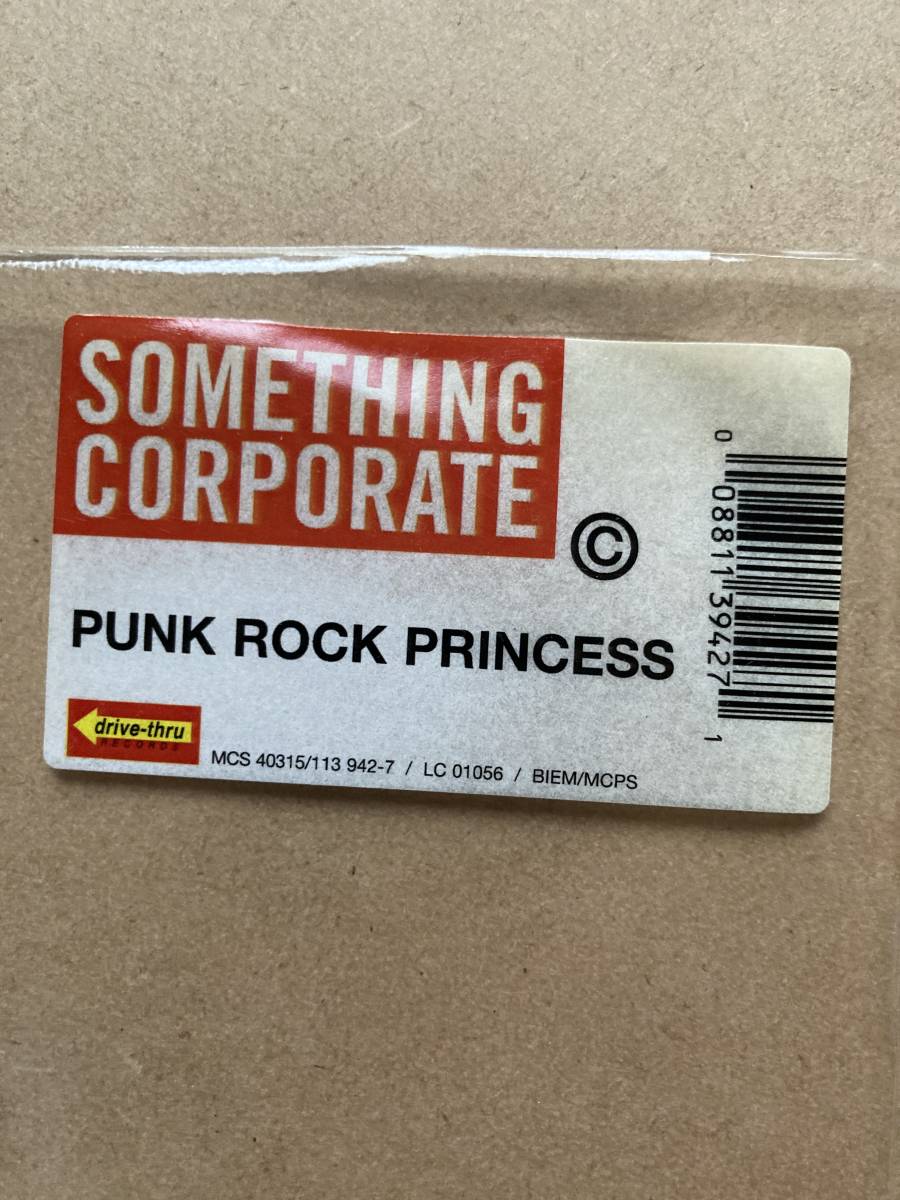 SOMETHING
CORPORATE
©
PUNK ROCK PRINCESS
drive-thru
RECORDS
MCS 40315/113 942-7 / LC 01056 / BIEM/MCPS
0 08811 39427 1